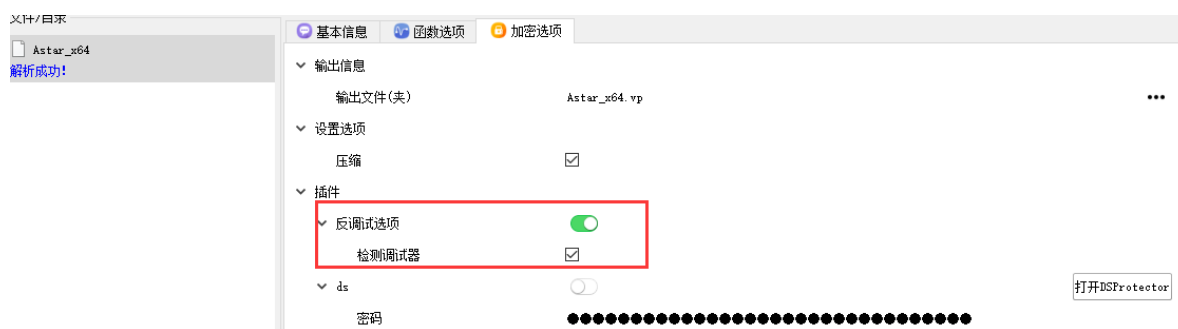 文件/目录
Astar_x64
解析成功!
基本信息 函数选项 加密选项
输出信息
输出文件(夹) Astar_x64.vp •••
设置选项
压缩
插件
反调试选项
检测调试器
ds 打开DSProtector
密码 ●●●●●●●●●●●●●●●●●●●●●●●●●●●●●●●●